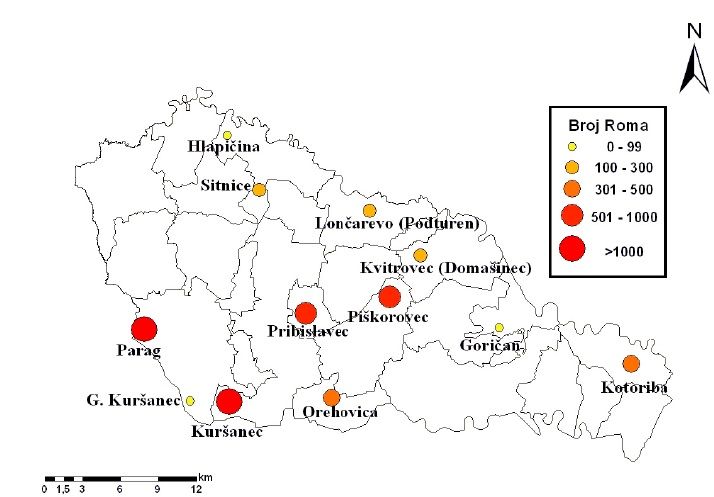 N
Broj Roma
0 - 99
100 - 300
301 - 500
501 - 1000
>1000
Hlapičina
Sitnice
Lončarevo (Podturen)
Kvitrovec (Domašinec)
Piškorovec
Pribislavec
Goričan
Parag
Kotoriba
G. Kuršanec
Orehovica
Kuršanec
km
0 1,5 3 6 9 12